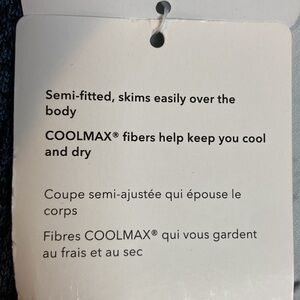 Semi-fitted, skims easily over the
body
COOLMAX® fibers help keep you cool
and dry
Coupe semi-ajustée qui épouse le
corps
Fibres COOLMAX® qui vous gardent
au frais et au sec